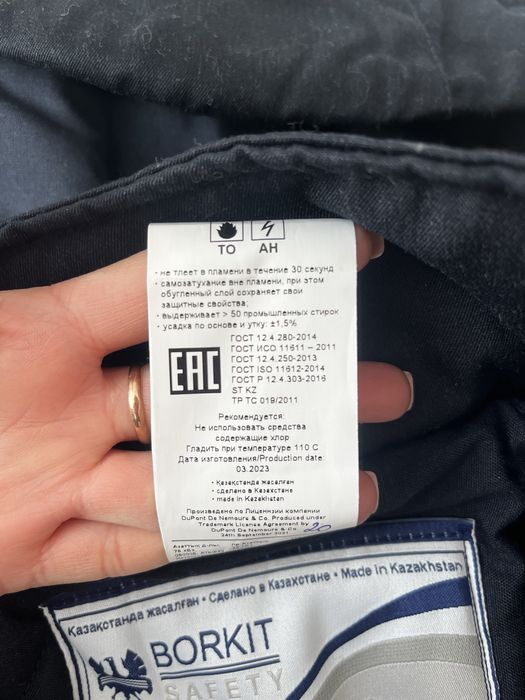 ТО АН
• не тлеет в пламени в течение 30 секунд
• самозатухание вне пламени, при этом
обугленный слой сохраняет свои
защитные свойства;
• выдерживает > 50 промышленных стирок
• усадка по основе и утку: ±1,5%
ГОСТ 12.4.280-2014
ГОСТ ИСО 11611 – 2011
ГОСТ 12.4.250-2013
ГОСТ ISO 11612-2014
ГОСТ Р 12.4.303-2016
ST KZ
ТР ТС 019/2011
EAC
Рекомендуется:
Не использовать средства
содержащие хлор
Гладить при температуре 110 С
Дата изготовления/Production date:
03.2023
• Қазақстанда жасалған
• сделано в Казахстане
• made in Kazakhstan
Произведено по Лицензии компании
DuPont De Nemours & Co. Produced under
Trademark License Agreement by
DuPont De Nemours & Co.
24th September 2021
20
Қазақстанда жасалған • Сделано в Казахстане • Made in Kazakhstan
BORKIT
SAFETY